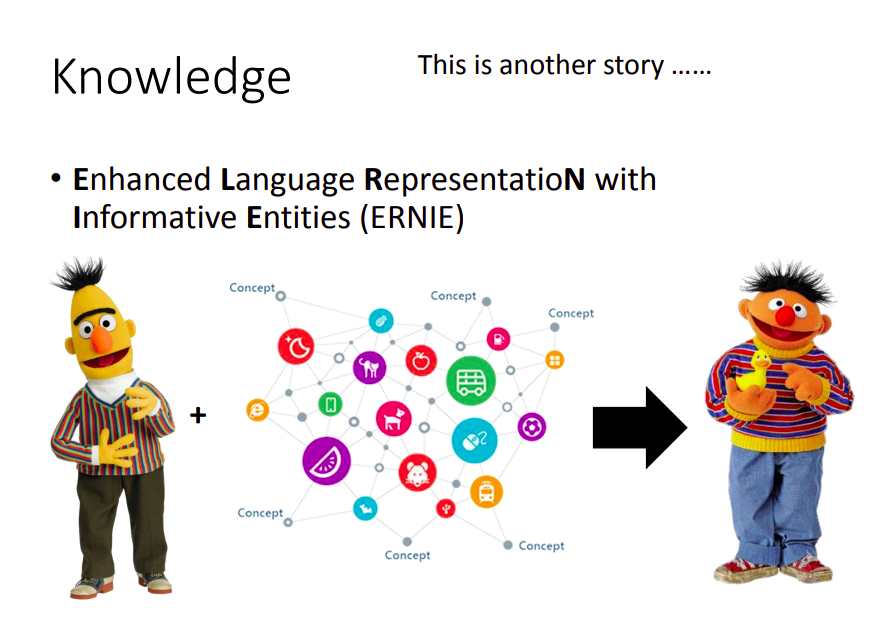 Knowledge
This is another story ……
• Enhanced Language RepresentatioN with
Informative Entities (ERNIE)
Concept
Concept
Concept
+
Concept
Concept
Concept